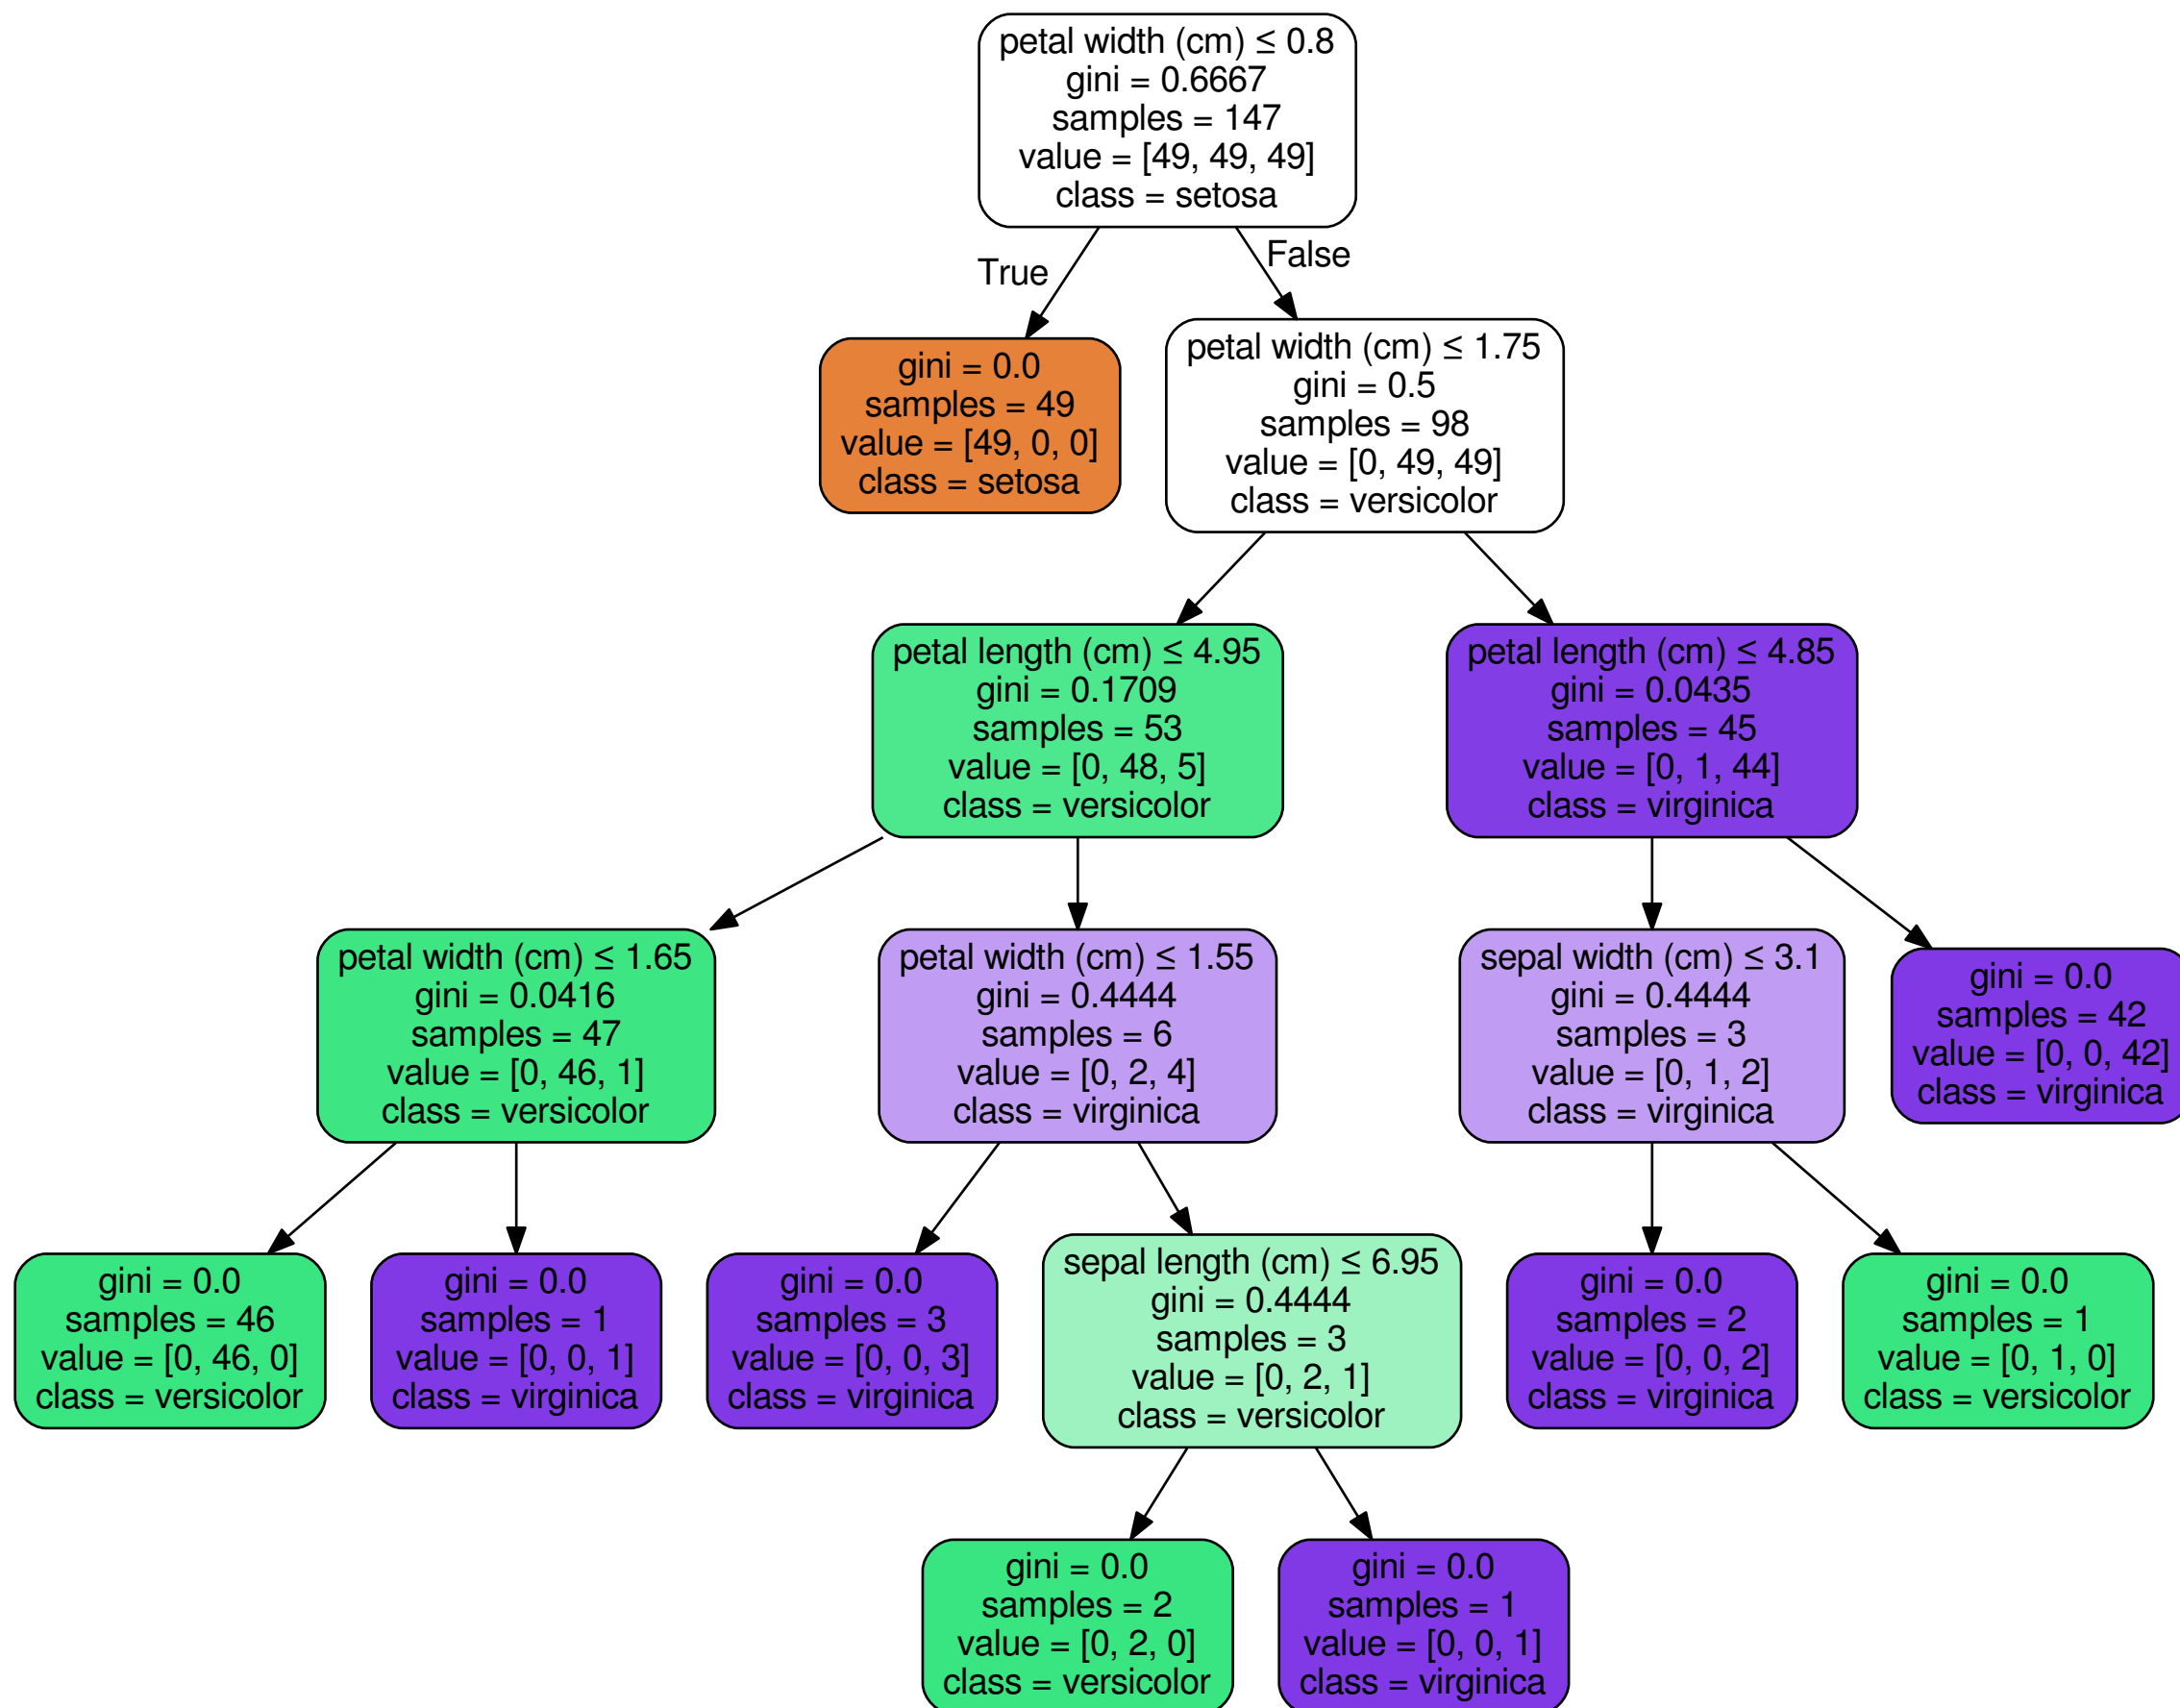 petal width (cm) ≤ 0.8
gini = 0.6667
samples = 147
value = [49, 49, 49]
class = setosa
True
False
gini = 0.0
samples = 49
value = [49, 0, 0]
class = setosa
petal width (cm) ≤ 1.75
gini = 0.5
samples = 98
value = [0, 49, 49]
class = versicolor
petal length (cm) ≤ 4.95
gini = 0.1709
samples = 53
value = [0, 48, 5]
class = versicolor
petal length (cm) ≤ 4.85
gini = 0.0435
samples = 45
value = [0, 1, 44]
class = virginica
petal width (cm) ≤ 1.65
gini = 0.0416
samples = 47
value = [0, 46, 1]
class = versicolor
petal width (cm) ≤ 1.55
gini = 0.4444
samples = 6
value = [0, 2, 4]
class = virginica
sepal width (cm) ≤ 3.1
gini = 0.4444
samples = 3
value = [0, 1, 2]
class = virginica
gini = 0.0
samples = 42
value = [0, 0, 42]
class = virginica
gini = 0.0
samples = 46
value = [0, 46, 0]
class = versicolor
gini = 0.0
samples = 1
value = [0, 0, 1]
class = virginica
gini = 0.0
samples = 3
value = [0, 0, 3]
class = virginica
sepal length (cm) ≤ 6.95
gini = 0.4444
samples = 3
value = [0, 2, 1]
class = versicolor
gini = 0.0
samples = 2
value = [0, 0, 2]
class = virginica
gini = 0.0
samples = 1
value = [0, 1, 0]
class = versicolor
gini = 0.0
samples = 2
value = [0, 2, 0]
class = versicolor
gini = 0.0
samples = 1
value = [0, 0, 1]
class = virginica